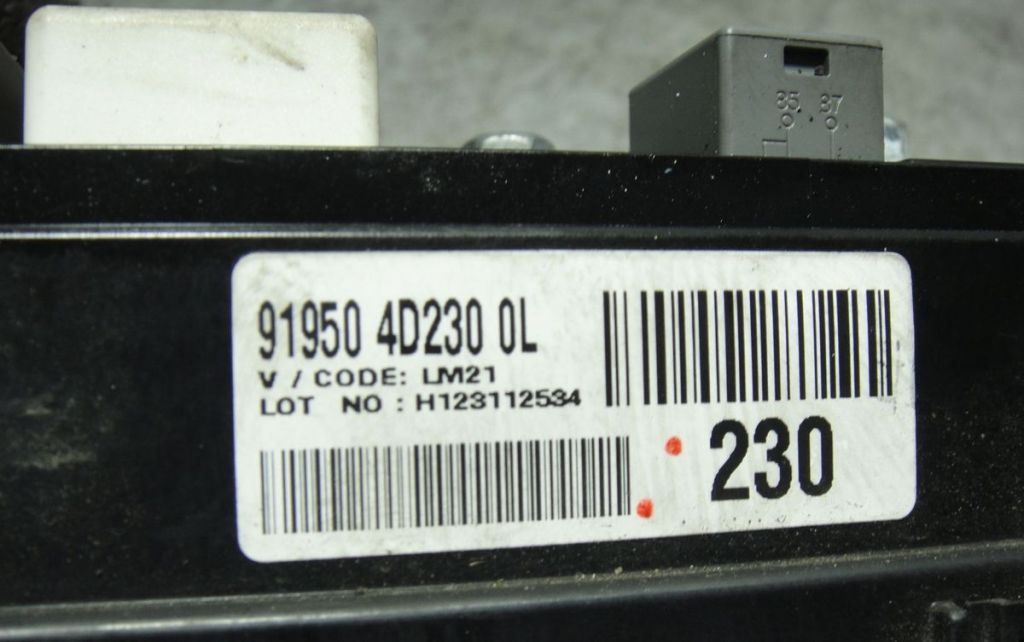 85 87
91950 4D230 0L
V / CODE: LM21
LOT NO : H123112534
230